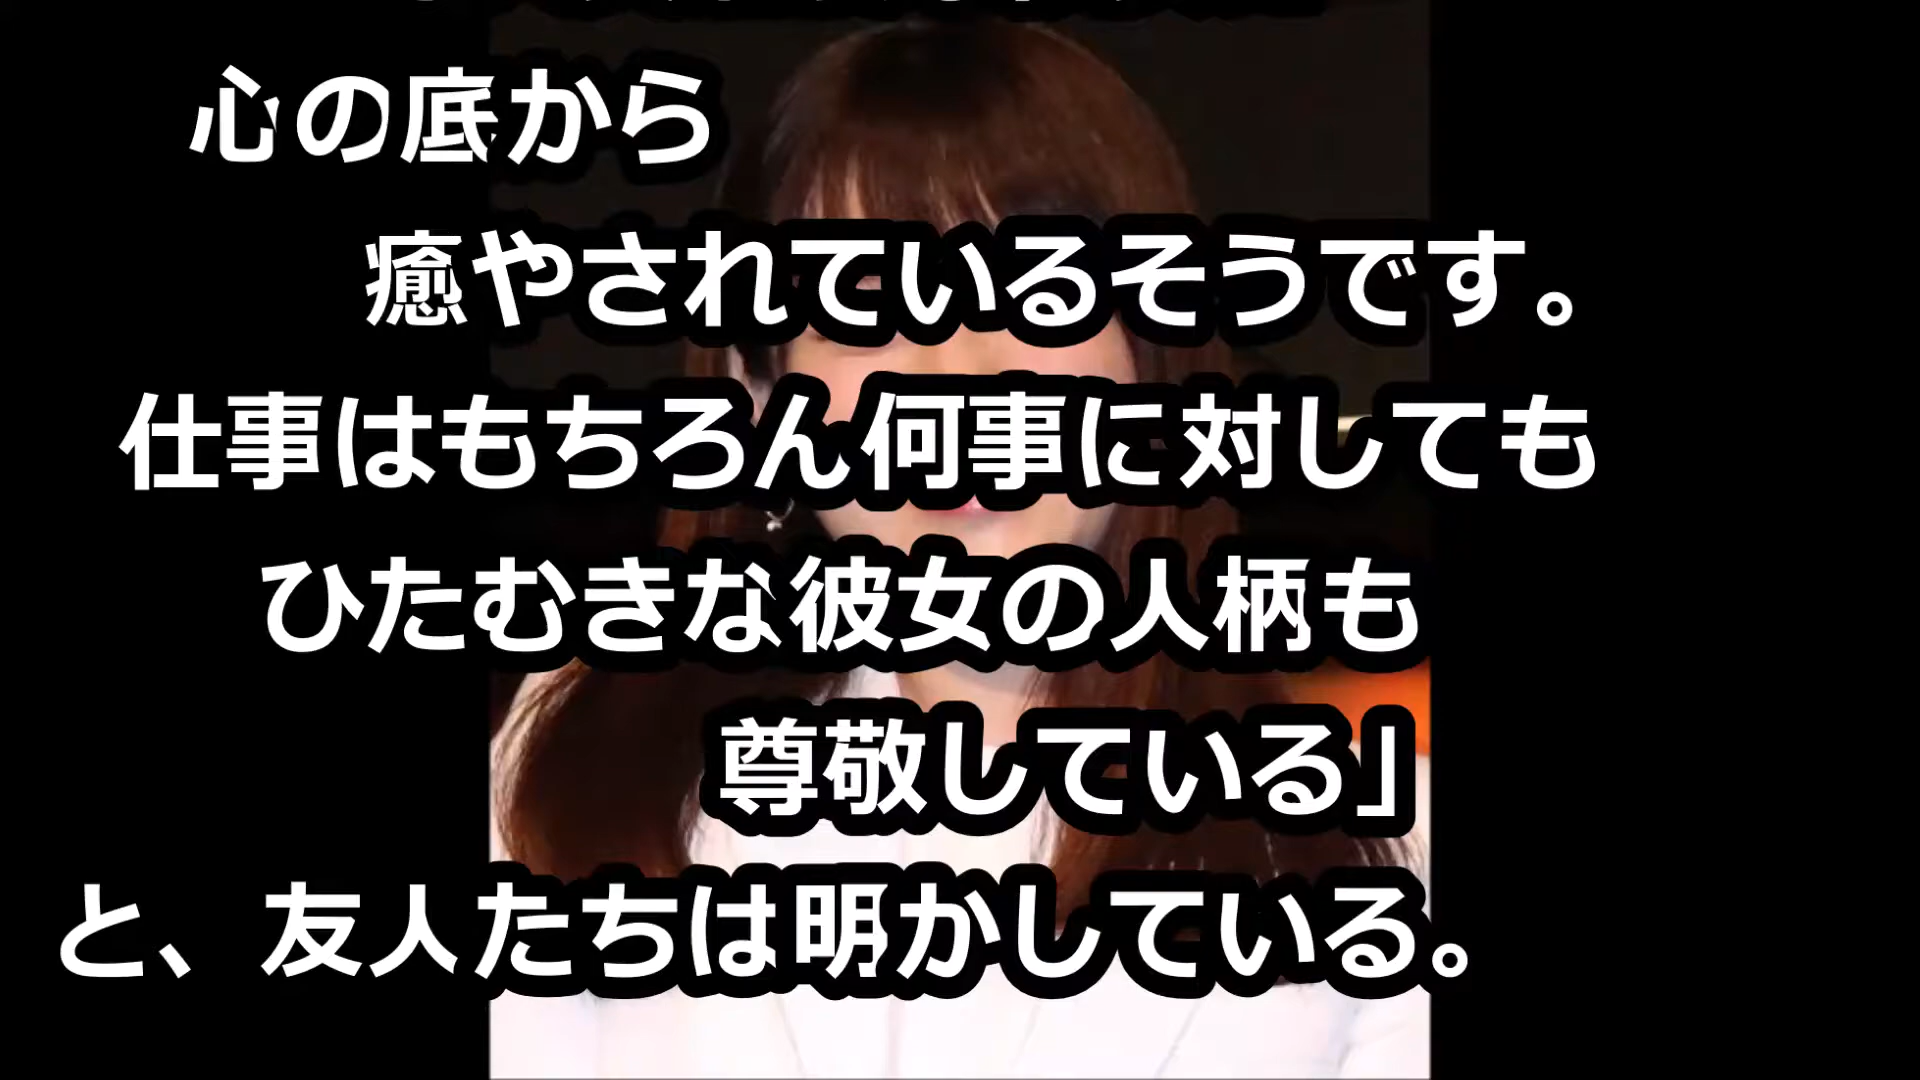 心の底から
癒やされているそうです。
仕事はもちろん何事に対しても
ひたむきな彼女の人柄も
尊敬している」
と、友人たちは明かしている。